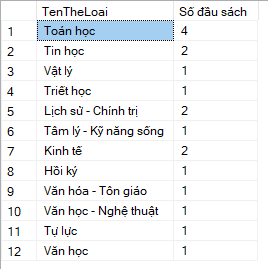 TenTheLoai Số đầu sách
1 Toán học 4
2 Tin học 2
3 Vật lý 1
4 Triết học 1
5 Lịch sử - Chính trị 2
6 Tâm lý - Kỹ năng sống 1
7 Kinh tế 2
8 Hồi ký 1
9 Văn hóa - Tôn giáo 1
10 Văn học - Nghệ thuật 1
11 Tự lực 1
12 Văn học 1